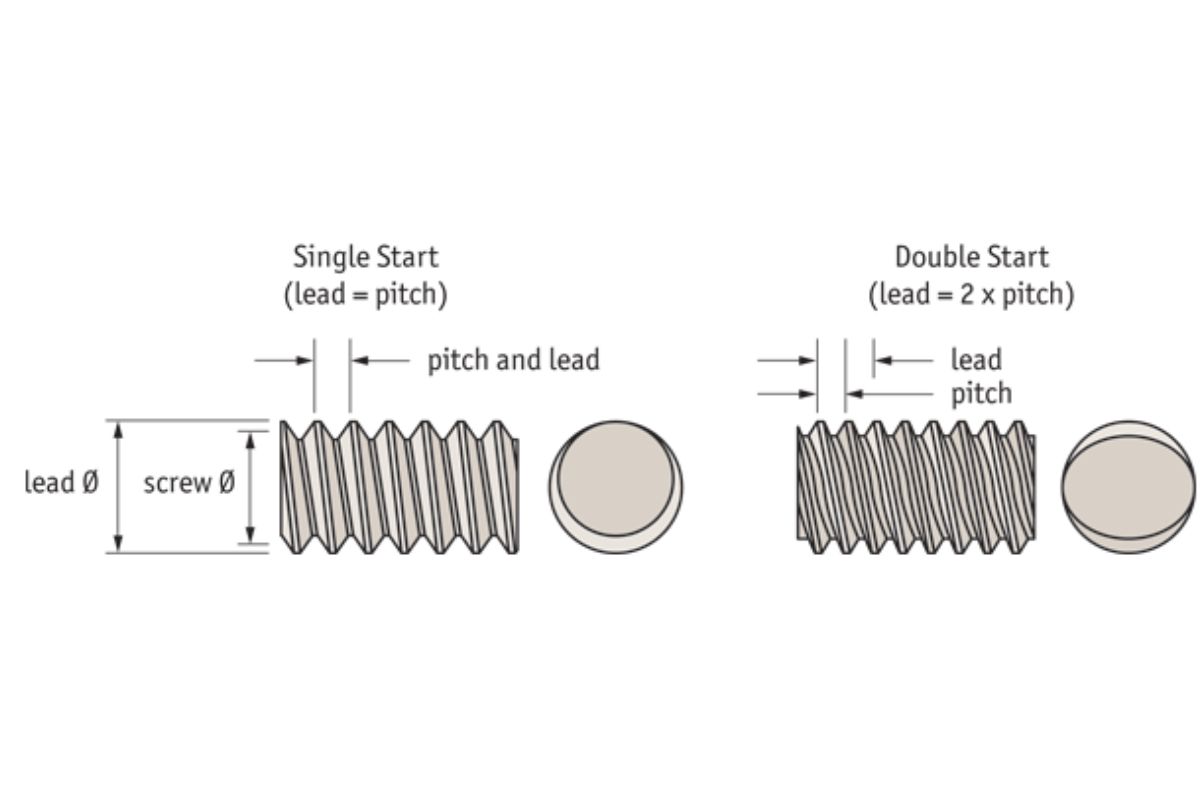 Single Start
(lead = pitch)
pitch and lead
lead Ø
screw Ø
Double Start
(lead = 2 x pitch)
lead
pitch